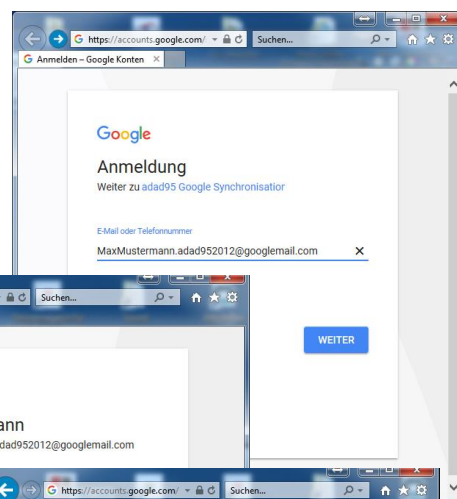 https://accounts.google.com/
Suchen...
Anmelden – Google Konten
Google
Anmeldung
Weiter zu adad95 Google Synchronisatior
E-Mail oder Telefonnummer
MaxMustermann.adad952012@googlemail.com
Suchen...
WEITER
ann
dad952012@googlemail.com
https://accounts.google.com/
Suchen...